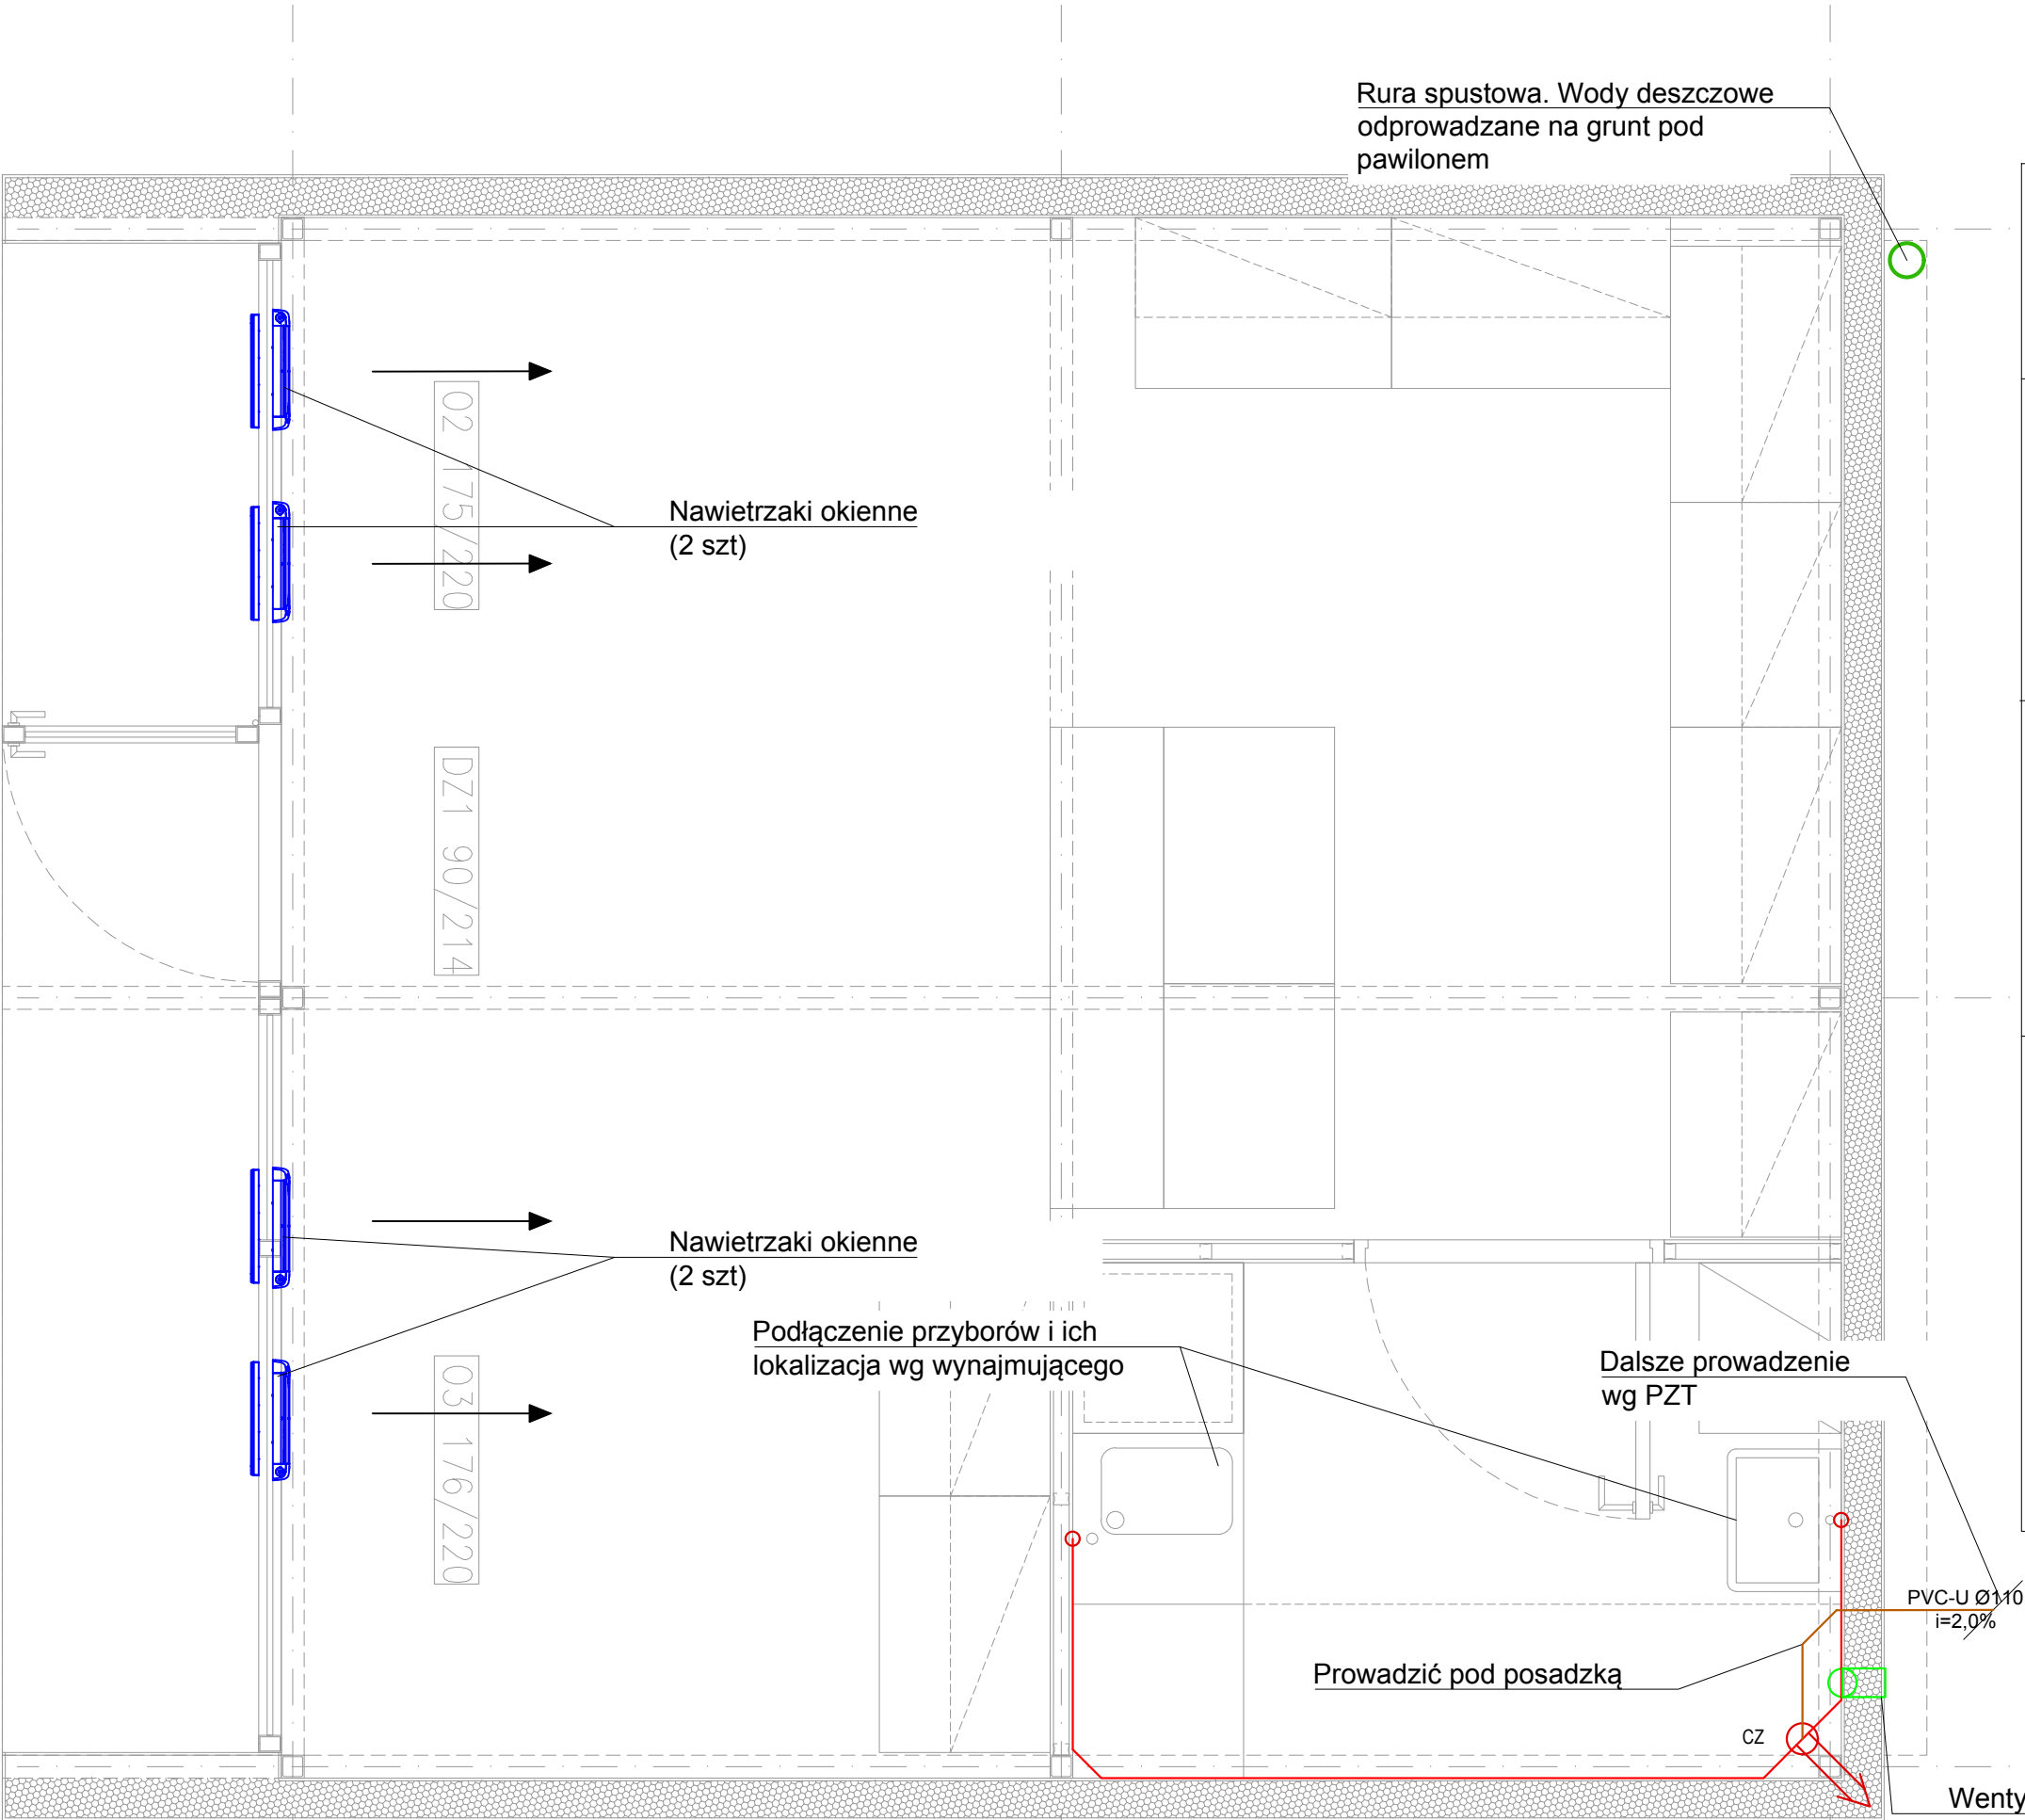 Rura spustowa. Wody deszczowe
odprowadzane na grunt pod
pawilonem
02 175/220
Nawietrzaki okienne
(2 szt)
DZ1 90/214
Nawietrzaki okienne
(2 szt)
Podłączenie przyborów i ich
lokalizacja wg wynajmującego
Dalsze prowadzenie
wg PZT
03 176/220
PVC-U Ø110
i=2,0%
Prowadzić pod posadzką
CZ
Wenty